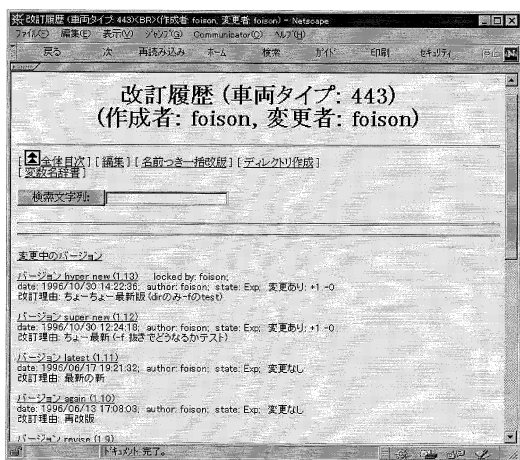 改訂履歴 (車両タイプ: 443)<BR>(作成者: foison, 変更者: foison) - Netscape
ファイル(F) 編集(E) 表示(V) ジャンプ(G) Communicator(C) ヘルプ(H)
戻る 次 再読み込み ホーム 検索 ガイド 印刷 セキュリティ
改訂履歴 (車両タイプ: 443)
(作成者: foison, 変更者: foison)
[全体目次] [編集] [名前つき一括改版] [ディレクトリ作成]
[変数名辞書]
検索文字列:
変更中のバージョン
バージョン hyper new (1.13) locked by: foison;
date: 1996/10/30 14:22:36; author: foison; state: Exp; 変更あり: +1 -0
改訂理由: ちょーちょー最新版 (dirのみ-fのtest)
バージョン super new (1.12)
date: 1996/10/30 12:24:18; author: foison; state: Exp; 変更あり: +1 -0
改訂理由: ちょー最新 (-f 抜きでどうなるかテスト)
バージョン latest (1.11)
date: 1996/06/17 19:21:32; author: foison; state: Exp; 変更なし
改訂理由: 最新の新
バージョン again (1.10)
date: 1996/06/13 17:08:03; author: foison; state: Exp; 変更なし
改訂理由: 再改版
バージョン revise (1.9)
ドキュメント: 完了。